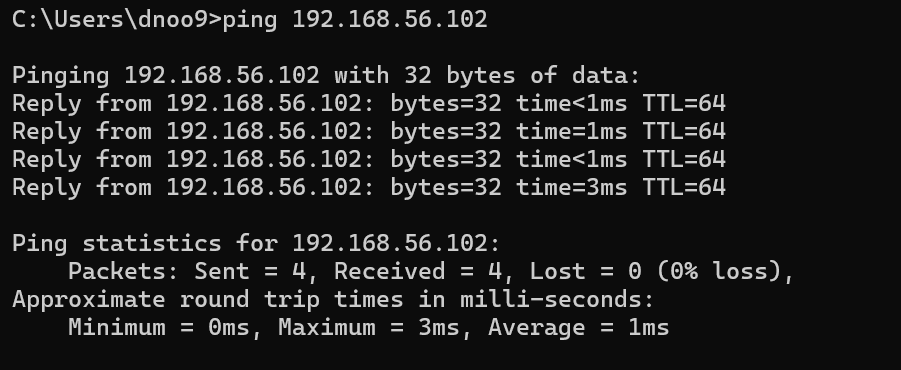 C:\Users\dnoo9>ping 192.168.56.102
Pinging 192.168.56.102 with 32 bytes of data:
Reply from 192.168.56.102: bytes=32 time<1ms TTL=64
Reply from 192.168.56.102: bytes=32 time=1ms TTL=64
Reply from 192.168.56.102: bytes=32 time<1ms TTL=64
Reply from 192.168.56.102: bytes=32 time=3ms TTL=64
Ping statistics for 192.168.56.102:
    Packets: Sent = 4, Received = 4, Lost = 0 (0% loss),
Approximate round trip times in milli-seconds:
    Minimum = 0ms, Maximum = 3ms, Average = 1ms